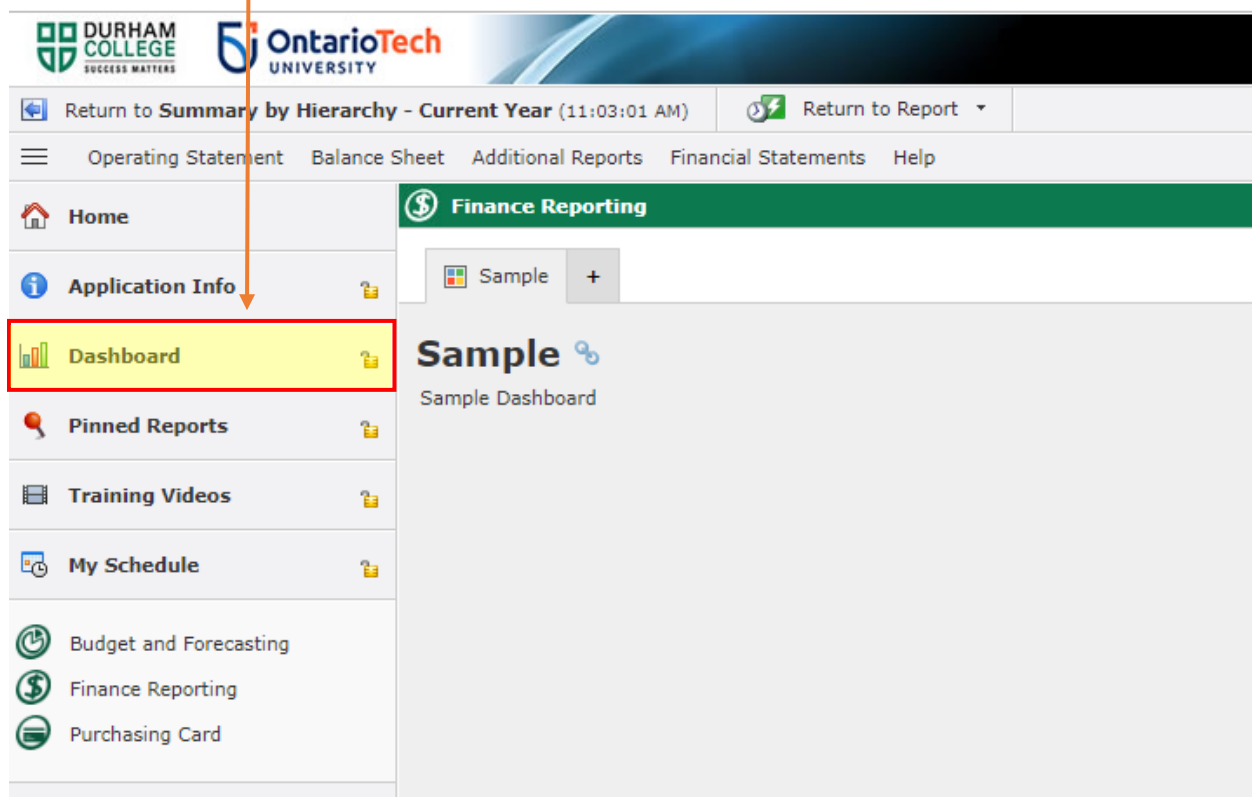 DURHAM
COLLEGE
SUCCESS MATTERS
OntarioTech
UNIVERSITY
Return to Summary by Hierarchy - Current Year (11:03:01 AM)
Return to Report
Operating Statement Balance Sheet Additional Reports Financial Statements Help
Home
Finance Reporting
Application Info
Sample +
Dashboard
Sample
Sample Dashboard
Pinned Reports
Training Videos
My Schedule
Budget and Forecasting
Finance Reporting
Purchasing Card